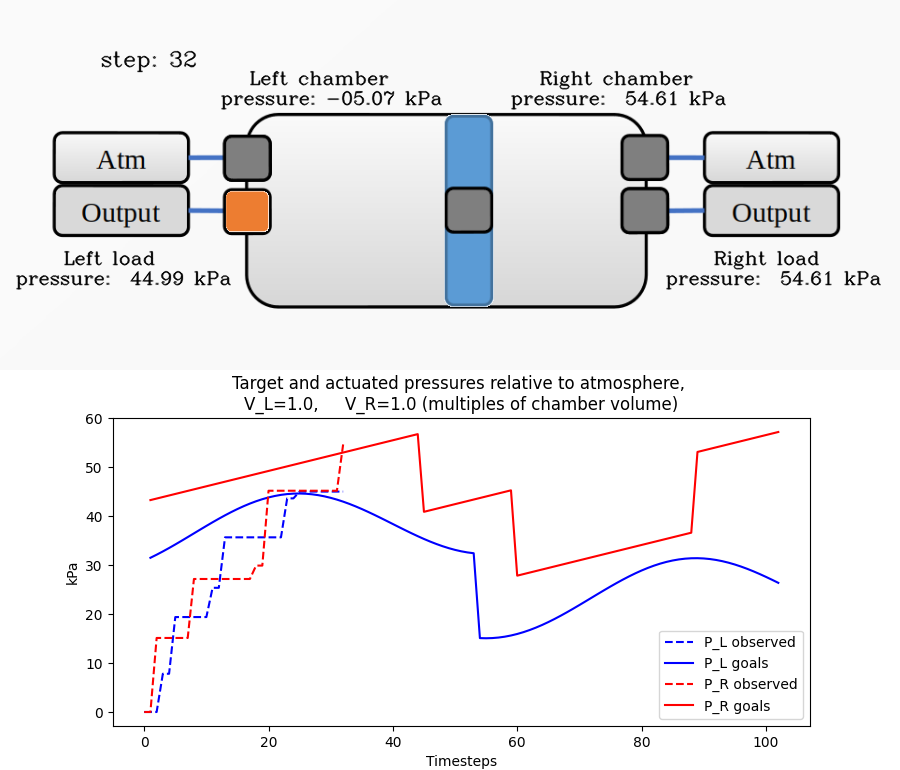 step: 32
Left chamber
pressure: -05.07 kPa
Right chamber
pressure: 54.61 kPa
Atm
Output
Left load
pressure: 44.99 kPa
Atm
Output
Right load
pressure: 54.61 kPa
Target and actuated pressures relative to atmosphere,
V_L=1.0, V_R=1.0 (multiples of chamber volume)
kPa
60
50
40
30
20
10
0
P_L observed
P_L goals
P_R observed
P_R goals
0 20 40 60 80 100
Timesteps